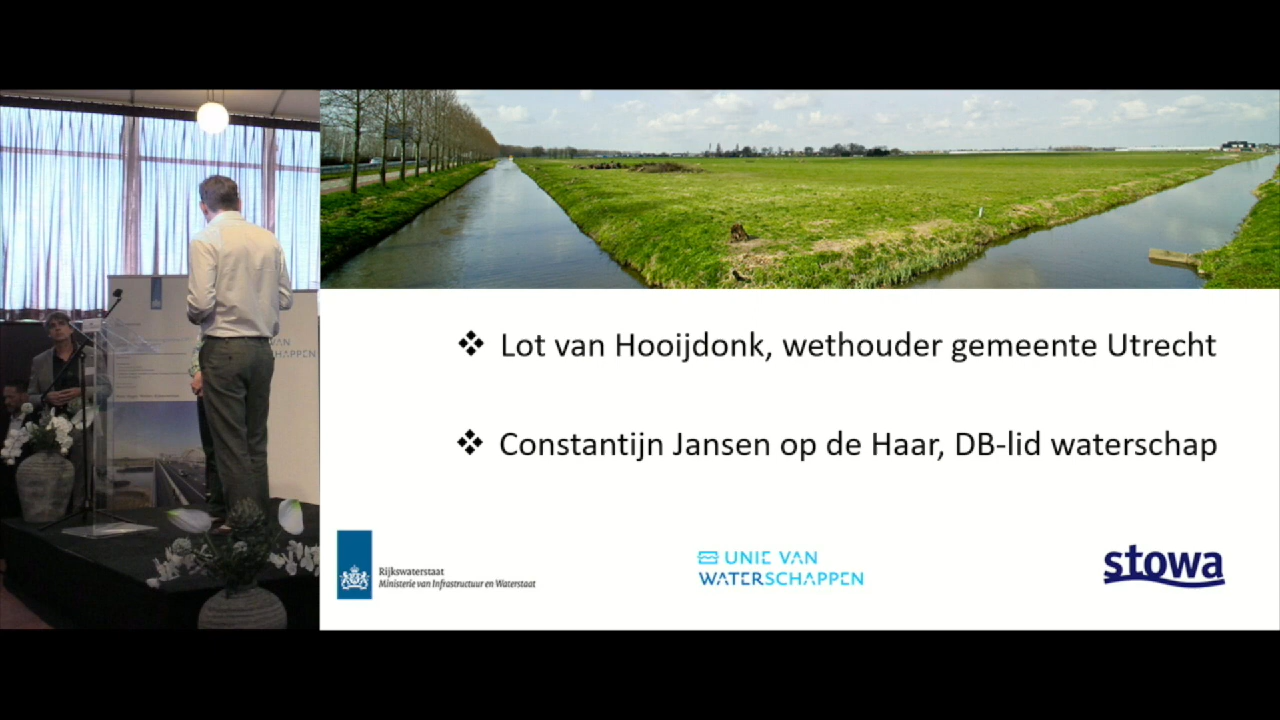 ❖ Lot van Hooijdonk, wethouder gemeente Utrecht
❖ Constantijn Jansen op de Haar, DB-lid waterschap
Rijkswaterstaat
Ministerie van Infrastructuur en Waterstaat
UNIE VAN
WATERSCHAPPEN
stowa